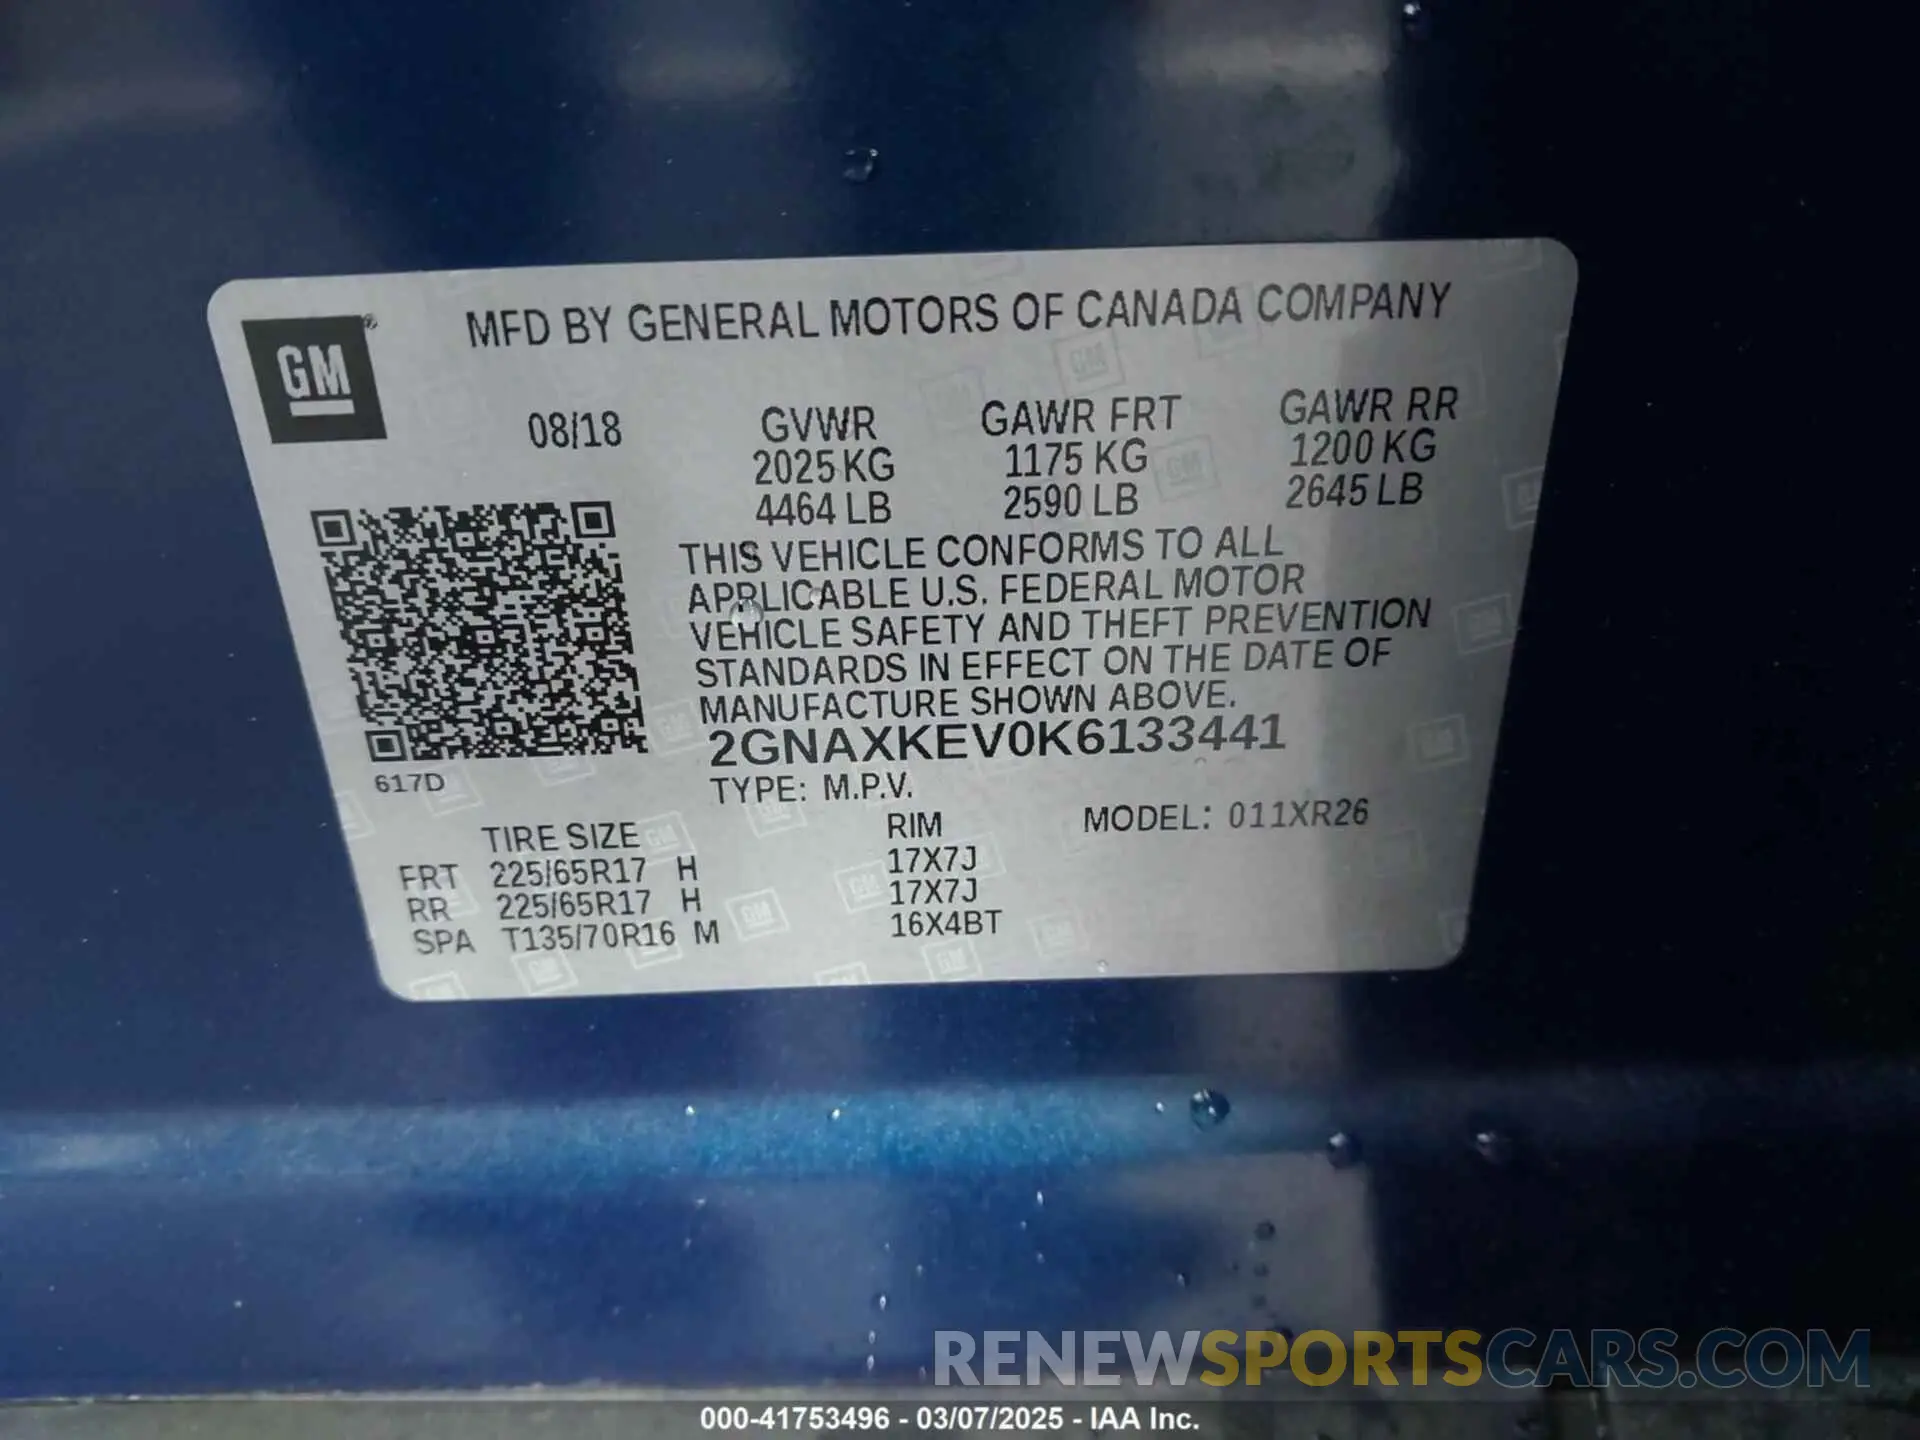 GM ®
MFD BY GENERAL MOTORS OF CANADA COMPANY
08/18 GVWR GAWR FRT GAWR RR
2025 KG 1175 KG 1200 KG
4464 LB 2590 LB 2645 LB
THIS VEHICLE CONFORMS TO ALL
APPLICABLE U.S. FEDERAL MOTOR
VEHICLE SAFETY AND THEFT PREVENTION
STANDARDS IN EFFECT ON THE DATE OF
MANUFACTURE SHOWN ABOVE.
2GNAXKEV0K6133441
617D
TYPE: M.P.V.
TIRE SIZE RIM MODEL: 011XR26
FRT 225/65R17 H 17X7J
RR 225/65R17 H 17X7J
SPA T135/70R16 M 16X4BT
RENEWSPORTSCARS.COM
000-41753496 - 03/07/2025 - IAA Inc.